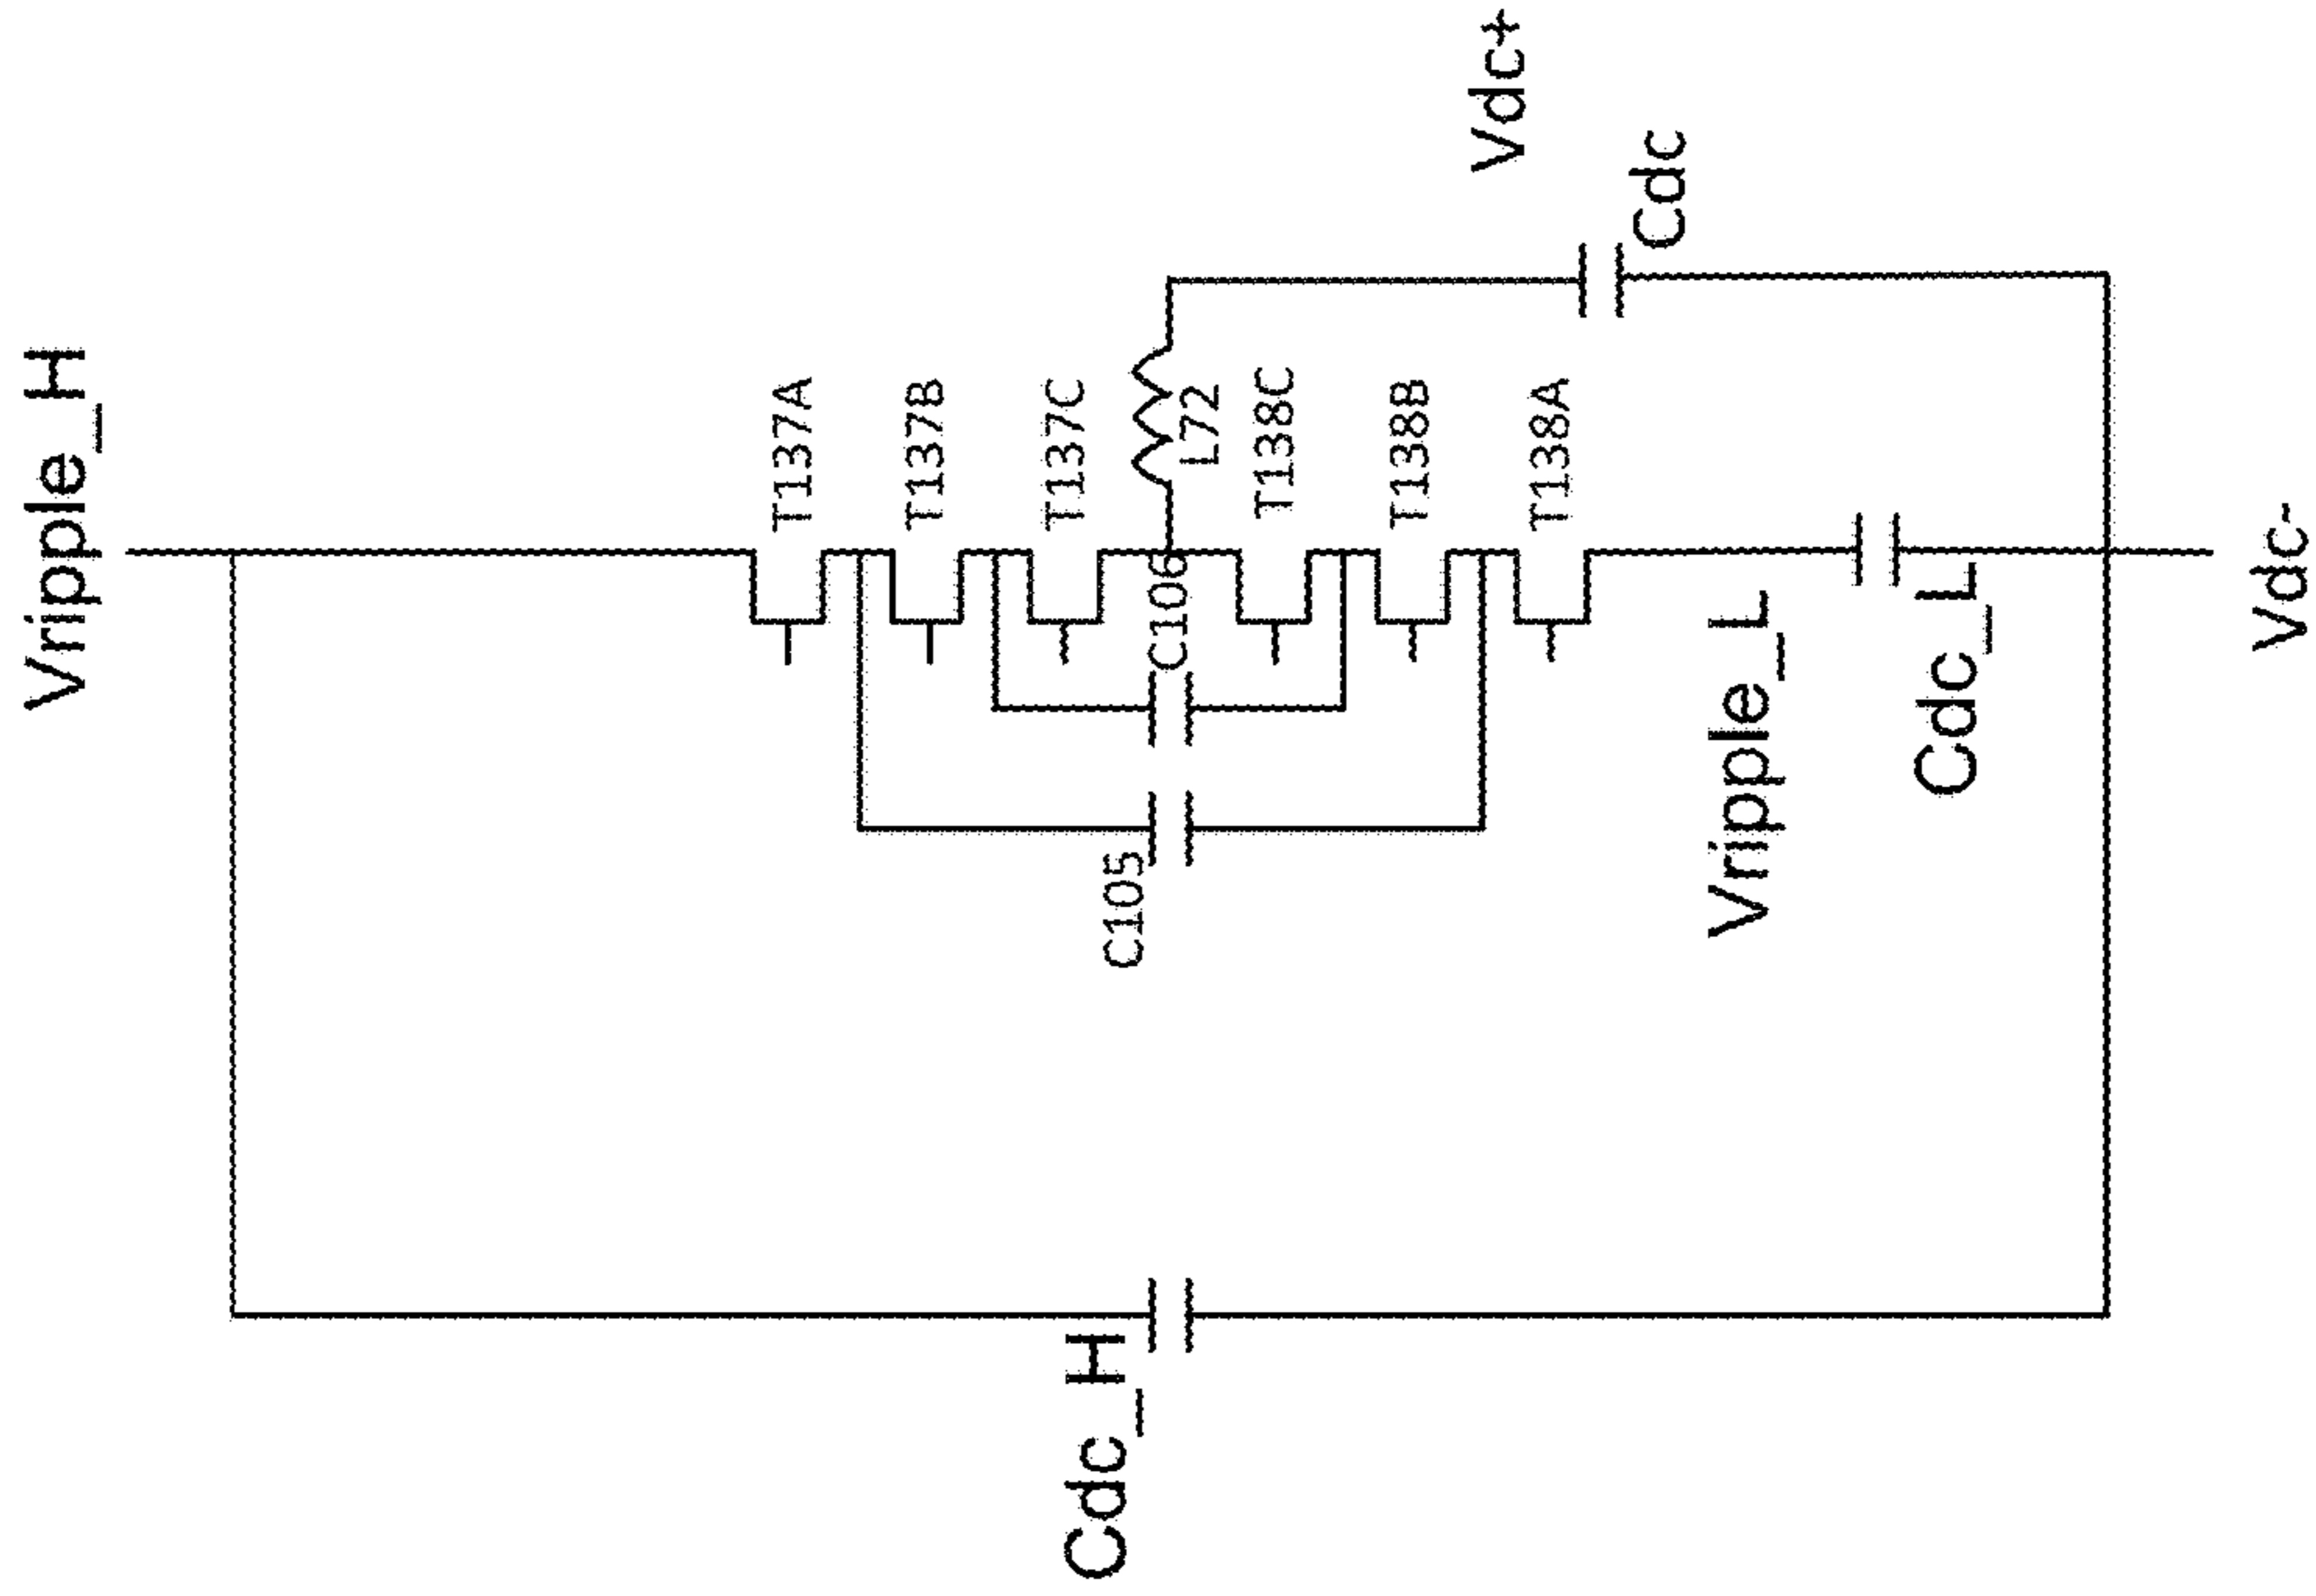 Vripple_H
Vdc+
Cdc
T137A
T137B
T137C
L72
T138C
T138B
T138A
C106
C105
Vripple_L
Cdc_L
Vdc-
Cdc_H